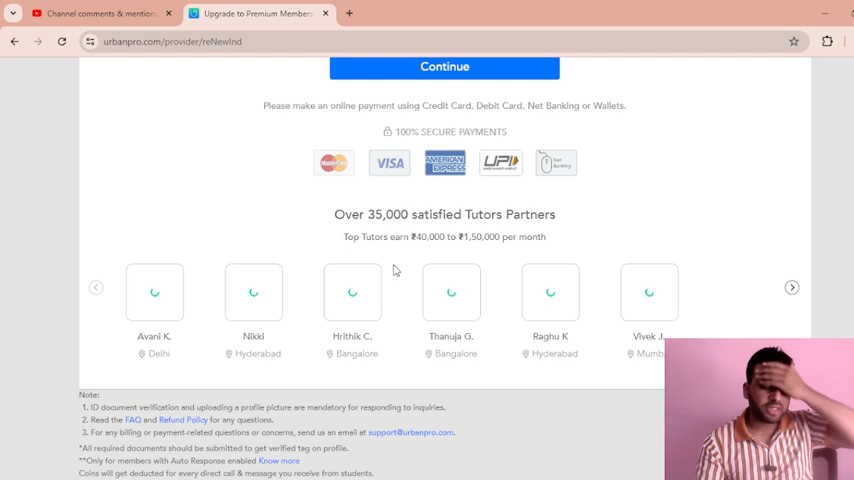 Channel comments & mention
Upgrade to Premium Members
urbanpro.com/provider/reNewInd
Continue
Please make an online payment using Credit Card, Debit Card, Net Banking or Wallets.
100% SECURE PAYMENTS
MasterCard VISA AMERICAN EXPRESS UPI Net Banking
Over 35,000 satisfied Tutors Partners
Top Tutors earn ₹40,000 to ₹1,50,000 per month
Avani K. Nikki Hrithik C. Thanuja G. Raghu K Vivek J.
Delhi Hyderabad Bangalore Bangalore Hyderabad Mumb
Note:
1. ID document verification and uploading a profile picture are mandatory for responding to inquiries.
2. Read the FAQ and Refund Policy for any questions.
3. For any billing or payment-related questions or concerns, send us an email at support@urbanpro.com.
*All required documents should be submitted to get verified tag on profile.
**Only for members with Auto Response enabled Know more
Coins will get deducted for every direct call & message you receive from students.